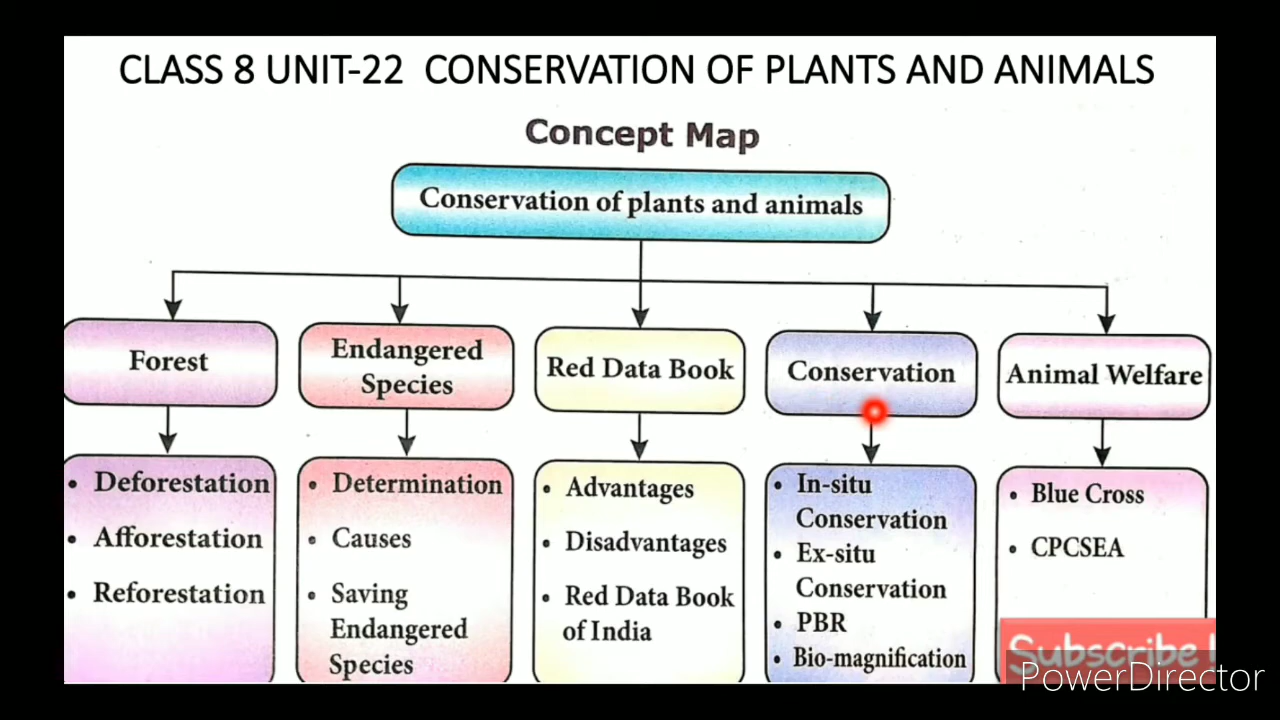 CLASS 8 UNIT-22 CONSERVATION OF PLANTS AND ANIMALS
Concept Map
Conservation of plants and animals
Forest
• Deforestation
• Afforestation
• Reforestation
Endangered
Species
• Determination
• Causes
• Saving
Endangered
Species
Red Data Book
• Advantages
• Disadvantages
• Red Data Book
of India
Conservation
• In-situ
Conservation
• Ex-situ
Conservation
• PBR
• Bio-magnification
Animal Welfare
• Blue Cross
• CPCSEA
Subscribe !
PowerDirector